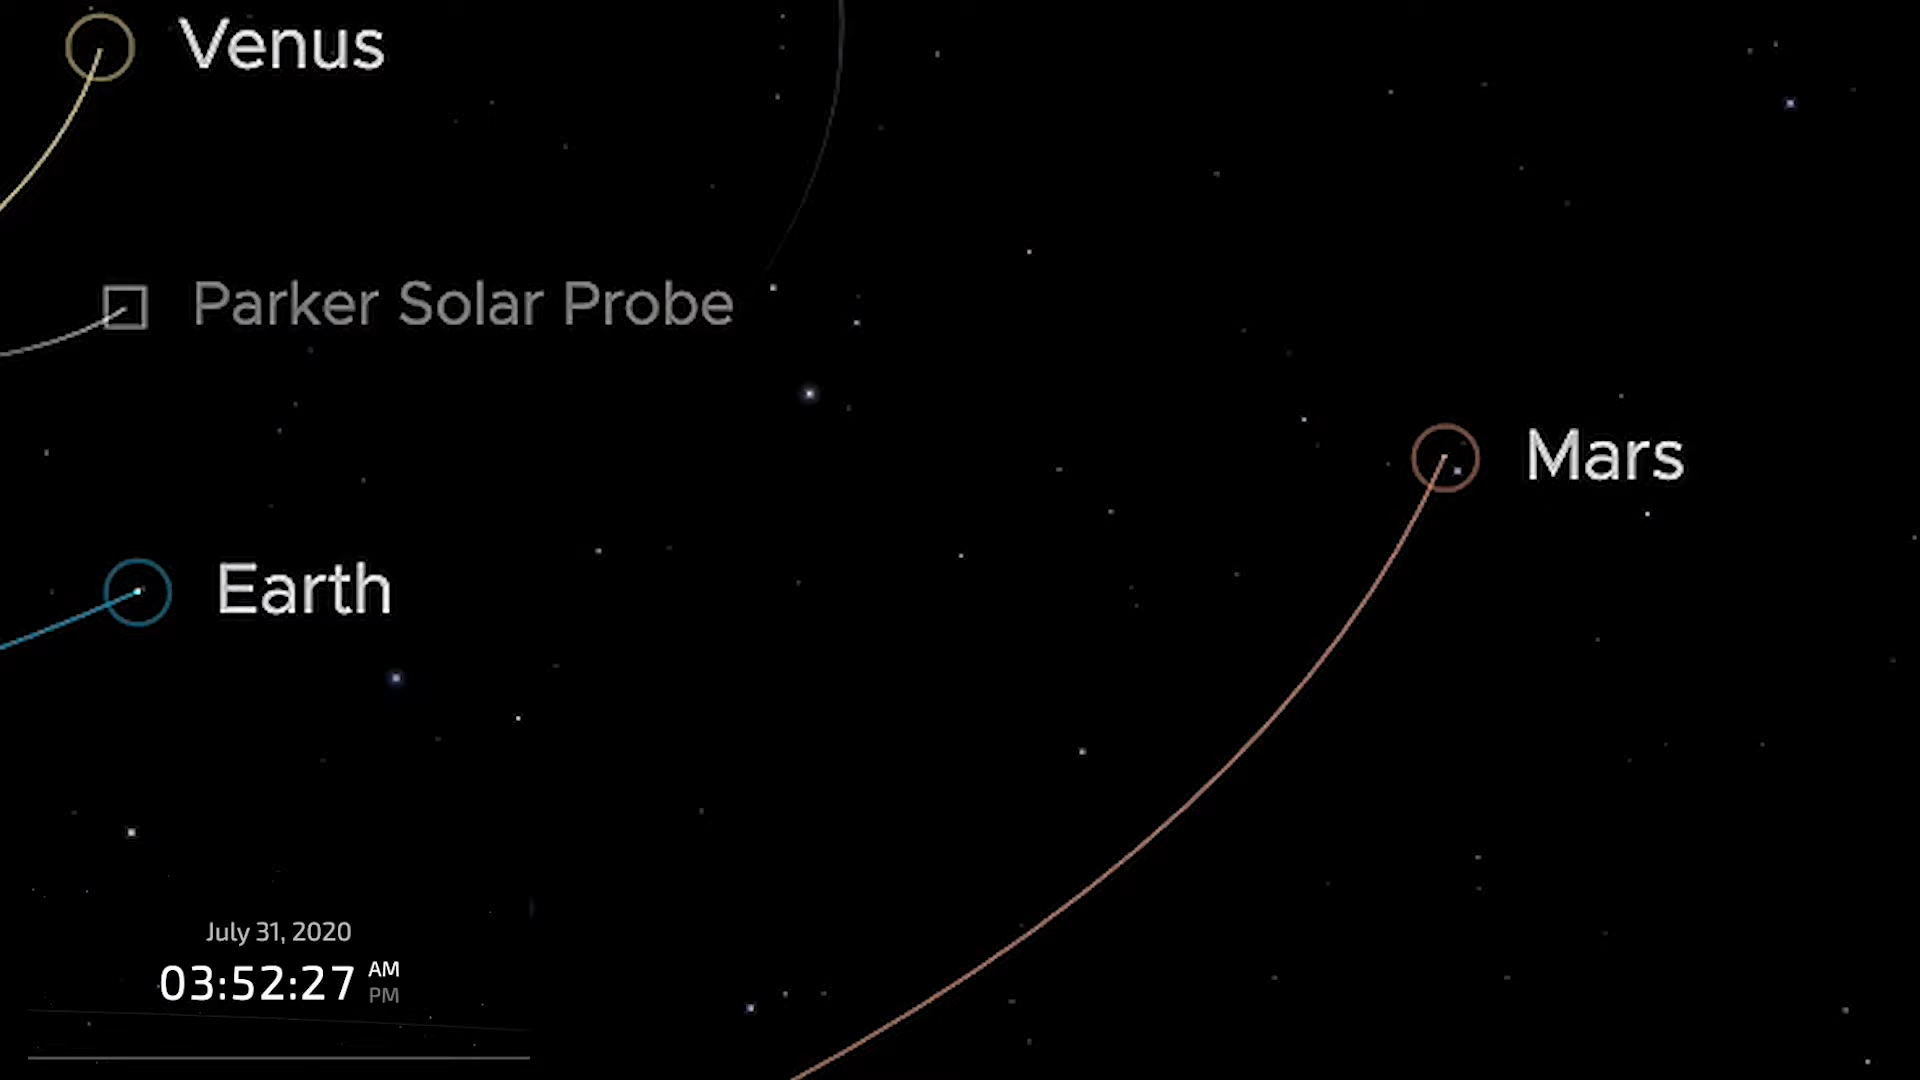 Venus
Parker Solar Probe
Mars
Earth
July 31, 2020
03:52:27 AM
PM